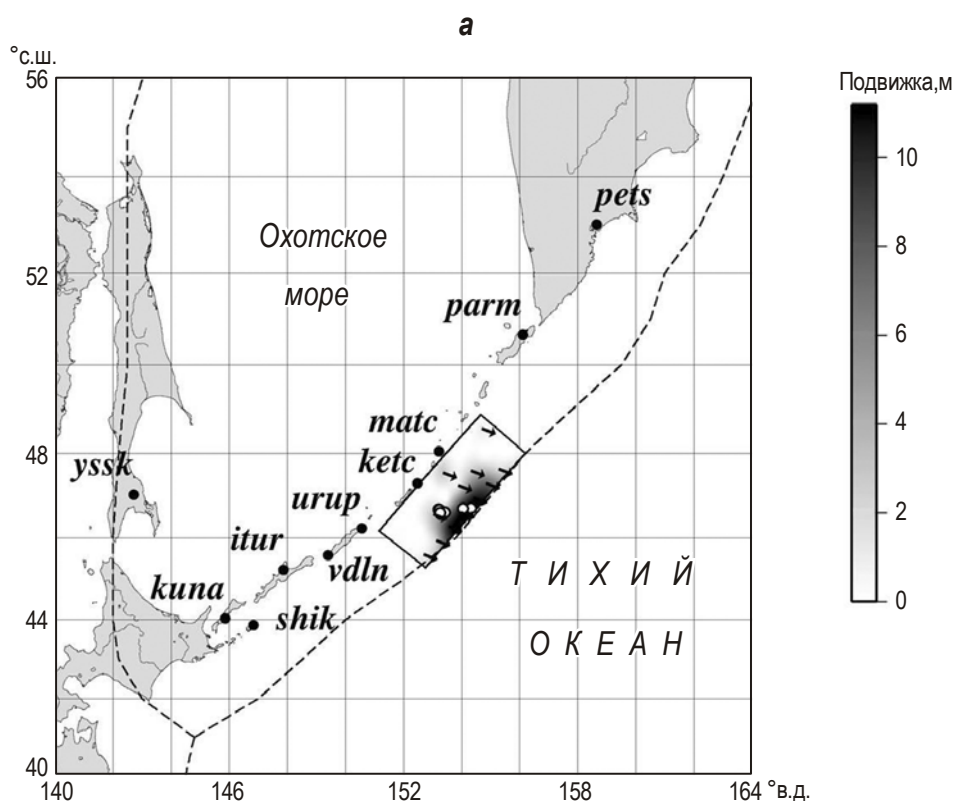 а
°с.ш.
56
52
48
44
40
140
146
152
158
164 °в.д.
Подвижка,м
10
8
6
4
2
0
Охотское
море
pets
parm
matc
ketc
yssk
urup
itur
vdln
kuna
shik
Т И Х И Й
О К Е А Н